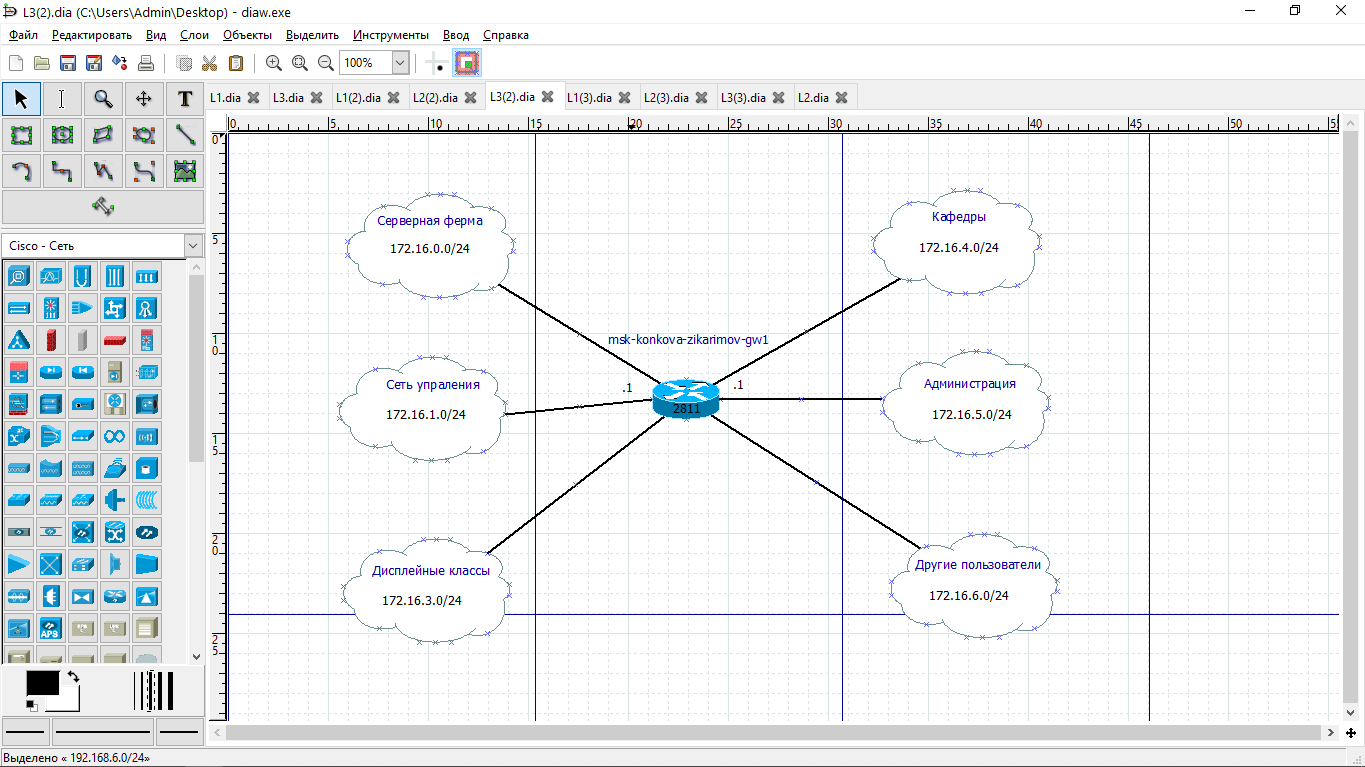 L3(2).dia (C:\Users\Admin\Desktop) - diaw.exe
Файл Редактировать Вид Слои Объекты Выделить Инструменты Ввод Справка
100%
L1.dia L3.dia L1(2).dia L2(2).dia L3(2).dia L1(3).dia L2(3).dia L3(3).dia L2.dia
0 5 10 15 20 25 30 35 40 45 50 5
Cisco - Сеть
0
5
10
15
20
25
Серверная ферма
172.16.0.0/24
Кафедры
172.16.4.0/24
msk-konkova-zikarimov-gw1
Сеть упраления
172.16.1.0/24
.1
.1
2811
Администрация
172.16.5.0/24
Дисплейные классы
172.16.3.0/24
Другие пользователи
172.16.6.0/24
T
APS
Выделено « 192.168.6.0/24»